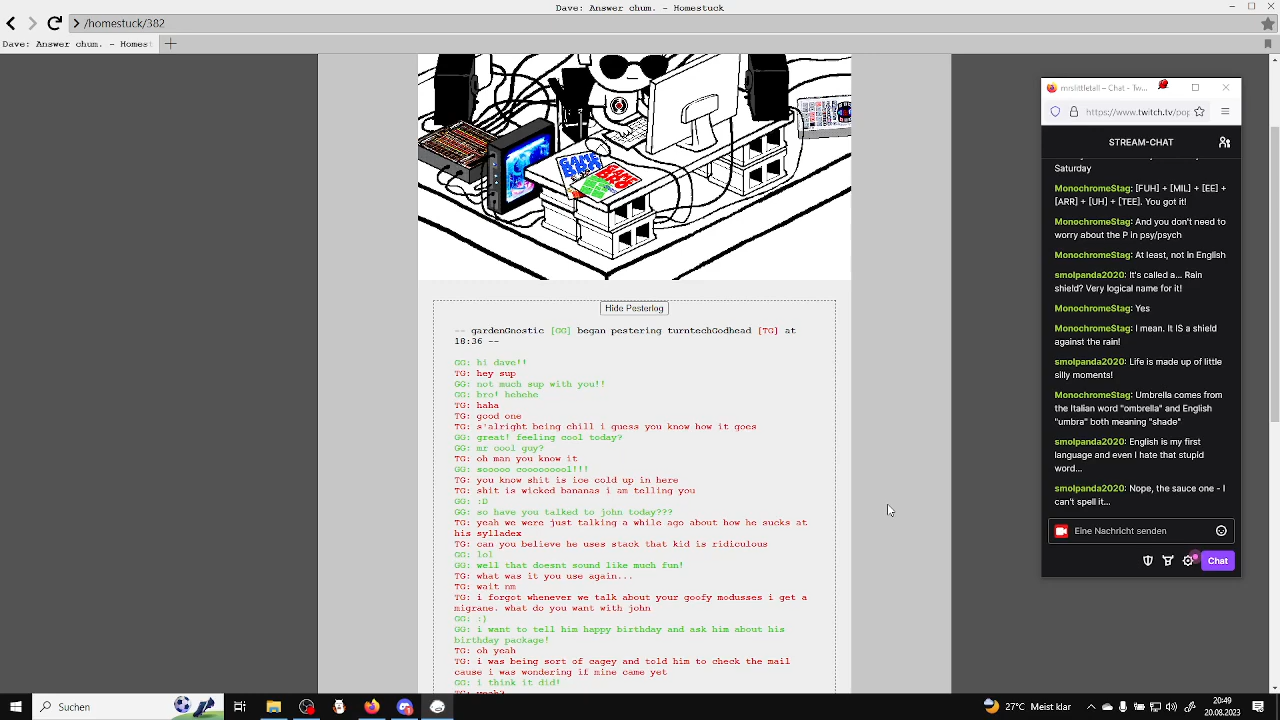 Dave: Answer chum. - Homestuck
/homestuck/382
Dave: Answer chum. - Homes
GAME
BRO
GAME
BRO
Hide Pesterlog
-- gardenGnostic [GG] began pestering turntechGodhead [TG] at
18:36 --
GG: hi dave!!
TG: hey sup
GG: not much sup with you!!
GG: bro! hehehe
TG: haha
TG: good one
TG: s'alright being chill i guess you know how it goes
GG: great! feeling cool today?
GG: mr cool guy?
TG: oh man you know it
GG: sooooo cooooooool!!!
TG: you know shit is ice cold up in here
TG: shit is wicked bananas i am telling you
GG: :D
GG: so have you talked to john today???
TG: yeah we were just talking a while ago about how he sucks at
his sylladex
TG: can you believe he uses stack that kid is ridiculous
GG: lol
GG: well that doesnt sound like much fun!
TG: what was it you use again...
TG: wait nm
TG: i forgot whenever we talk about your goofy modusses i get a
migrane. what do you want with john
GG: :)
GG: i want to tell him happy birthday and ask him about his
birthday package!
TG: oh yeah
TG: i was being sort of cagey and told him to check the mail
cause i was wondering if mine came yet
GG: i think it did!
TG: yeah?
mrslittletall – Chat - Tw...
https://www.twitch.tv/pop
STREAM-CHAT
Saturday
MonochromeStag: [FUH] + [MIL] + [EE] +
[ARR] + [UH] + [TEE]. You got it!
MonochromeStag: And you don't need to
worry about the P in psy/psych
MonochromeStag: At least, not in English
smolpanda2020: It's called a... Rain
shield? Very logical name for it!
MonochromeStag: Yes
MonochromeStag: I mean. It IS a shield
against the rain!
smolpanda2020: Life is made up of little
silly moments!
MonochromeStag: Umbrella comes from
the Italian word "ombrella" and English
"umbra" both meaning "shade"
smolpanda2020: English is my first
language and even I hate that stupid
word...
smolpanda2020: Nope, the sauce one - I
can't spell it...
Eine Nachricht senden
Chat
Suchen
27°C Meist klar
20:49
20.08.2023